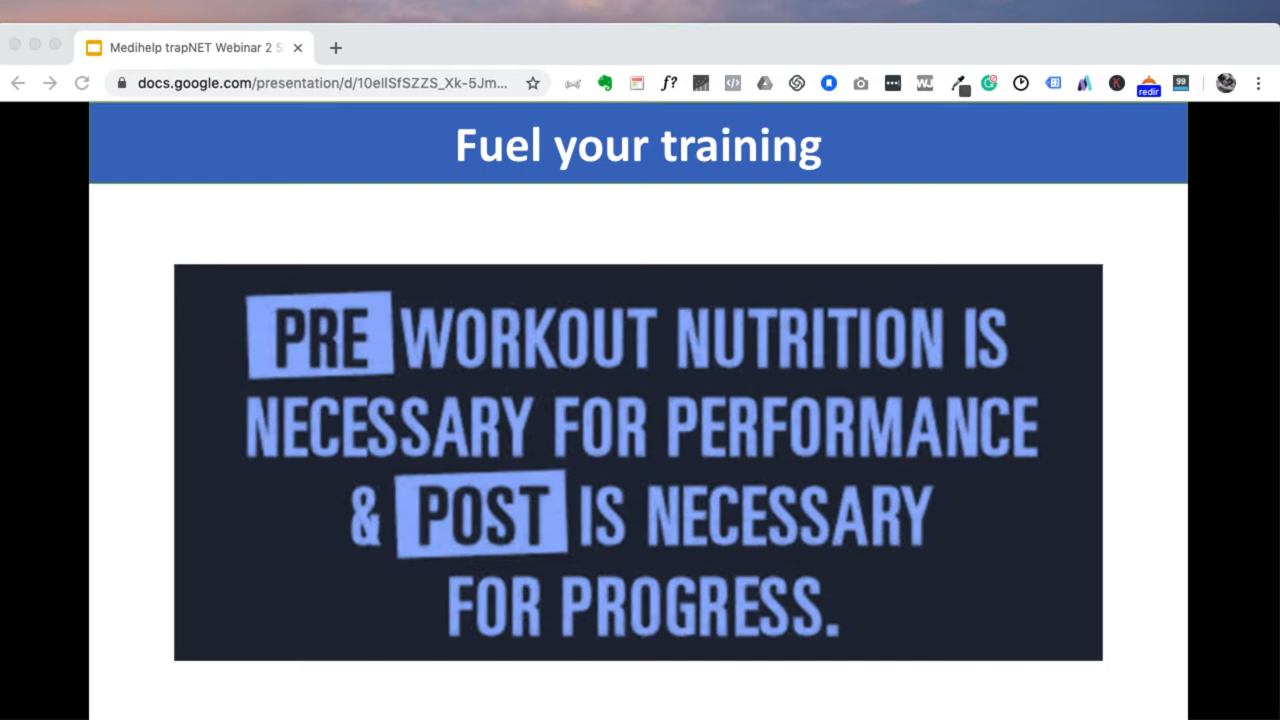 Medihelp trapNET Webinar 2 S
docs.google.com/presentation/d/10elISfSZZS_Xk-5Jm...
f?
redir
99
Fuel your training
PRE WORKOUT NUTRITION IS
NECESSARY FOR PERFORMANCE
& POST IS NECESSARY
FOR PROGRESS.